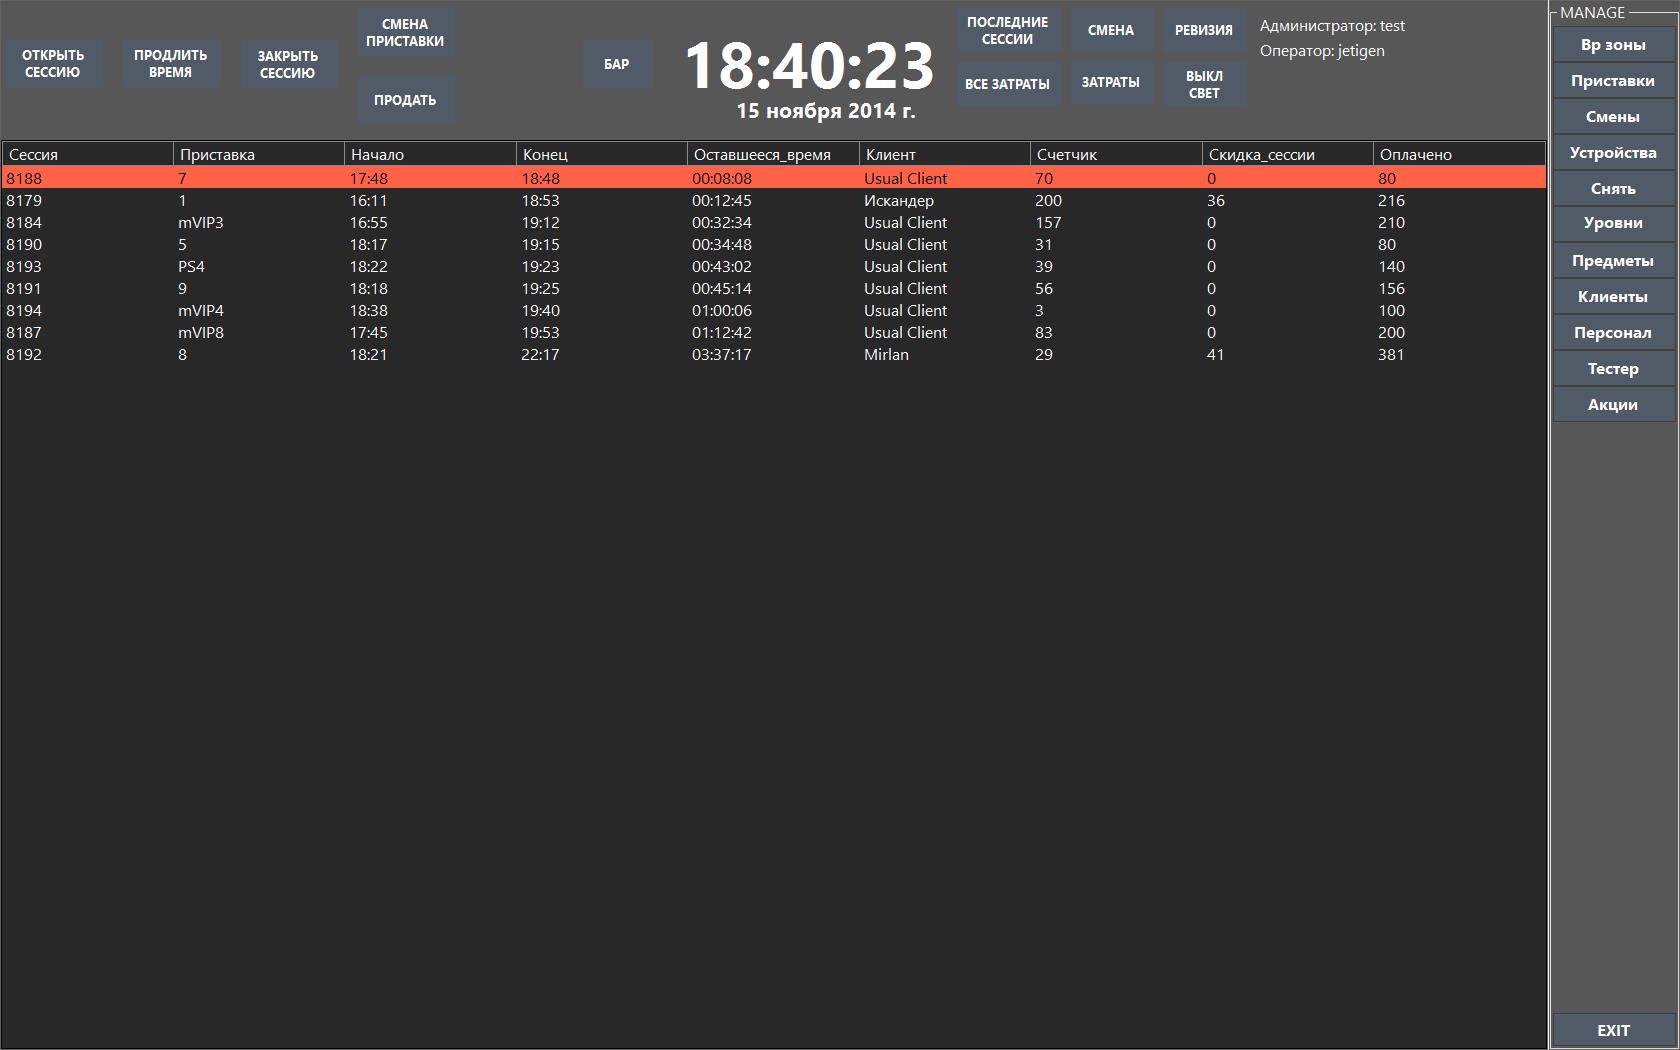 ОТКРЫТЬ
СЕССИЮ
ПРОДЛИТЬ
ВРЕМЯ
ЗАКРЫТЬ
СЕССИЮ
СМЕНА
ПРИСТАВКИ
ПРОДАТЬ
БАР
18:40:23
15 ноября 2014 г.
ПОСЛЕДНИЕ
СЕССИИ
СМЕНА
РЕВИЗИЯ
ВСЕ ЗАТРАТЫ
ЗАТРАТЫ
ВЫКЛ
СВЕТ
Администратор: test
Оператор: jetigen
Сессия Приставка Начало Конец Оставшееся_время Клиент Счетчик Скидка_сессии Оплачено
8188 7 17:48 18:48 00:08:08 Usual Client 70 0 80
8179 1 16:11 18:53 00:12:45 Искандер 200 36 216
8184 mVIP3 16:55 19:12 00:32:34 Usual Client 157 0 210
8190 5 18:17 19:15 00:34:48 Usual Client 31 0 80
8193 PS4 18:22 19:23 00:43:02 Usual Client 39 0 140
8191 9 18:18 19:25 00:45:14 Usual Client 56 0 156
8194 mVIP4 18:38 19:40 01:00:06 Usual Client 3 0 100
8187 mVIP8 17:45 19:53 01:12:42 Usual Client 83 0 200
8192 8 18:21 22:17 03:37:17 Mirlan 29 41 381
MANAGE
Вр зоны
Приставки
Смены
Устройства
Снять
Уровни
Предметы
Клиенты
Персонал
Тестер
Акции
EXIT